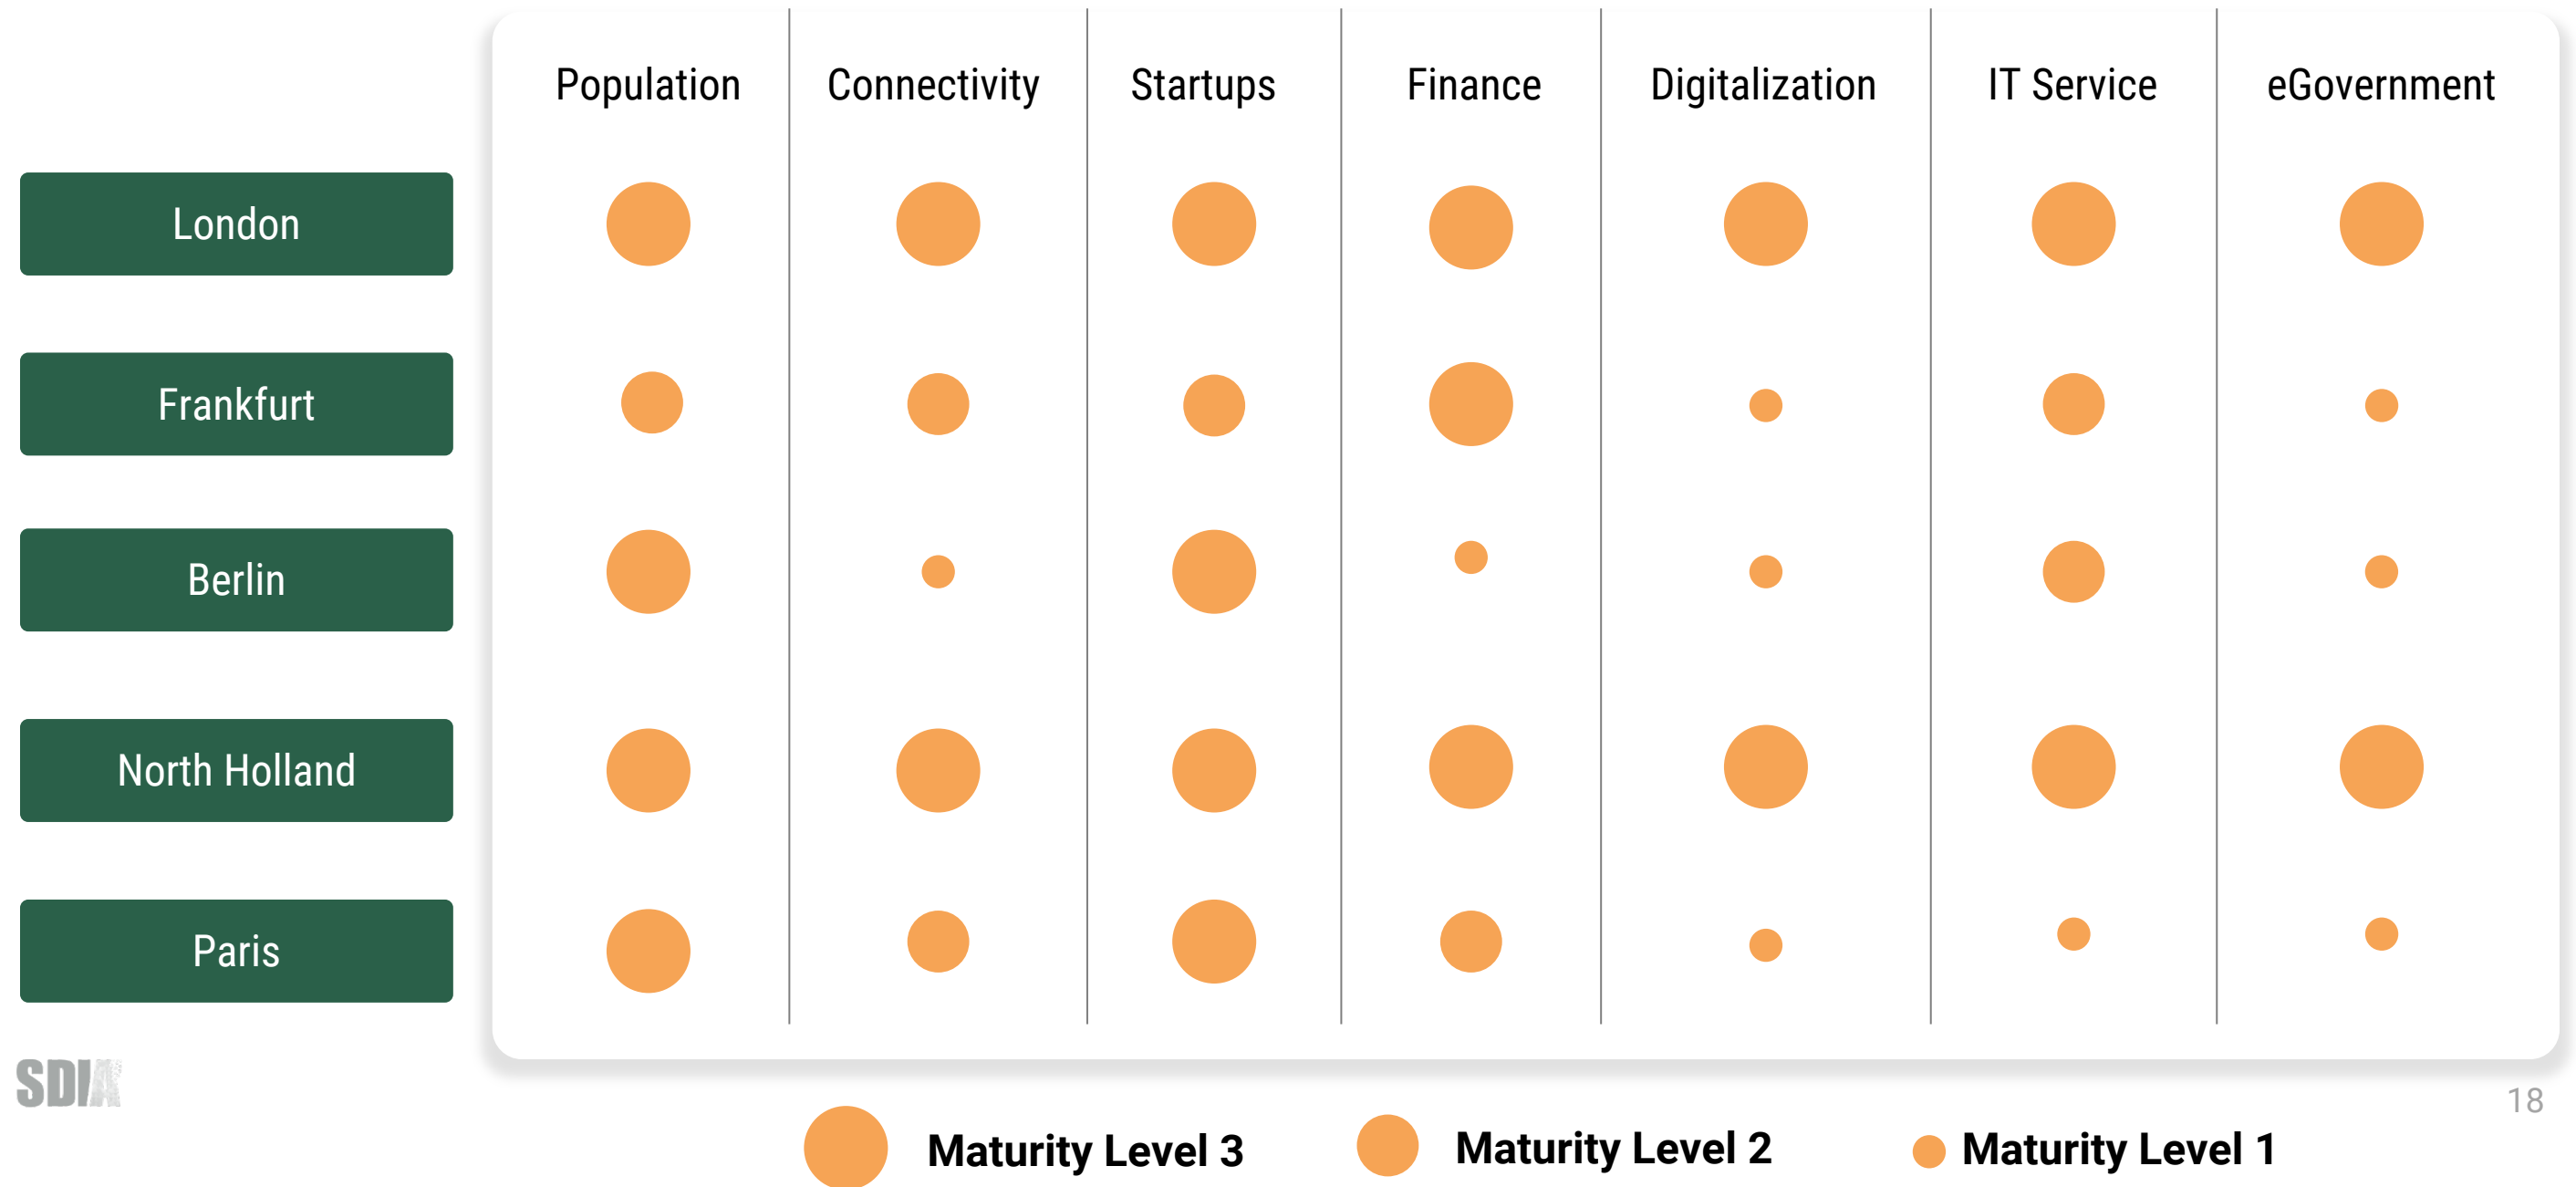 Population Connectivity Startups Finance Digitalization IT Service eGovernment
London
Frankfurt
Berlin
North Holland
Paris
SDIA
18
Maturity Level 3 Maturity Level 2 Maturity Level 1